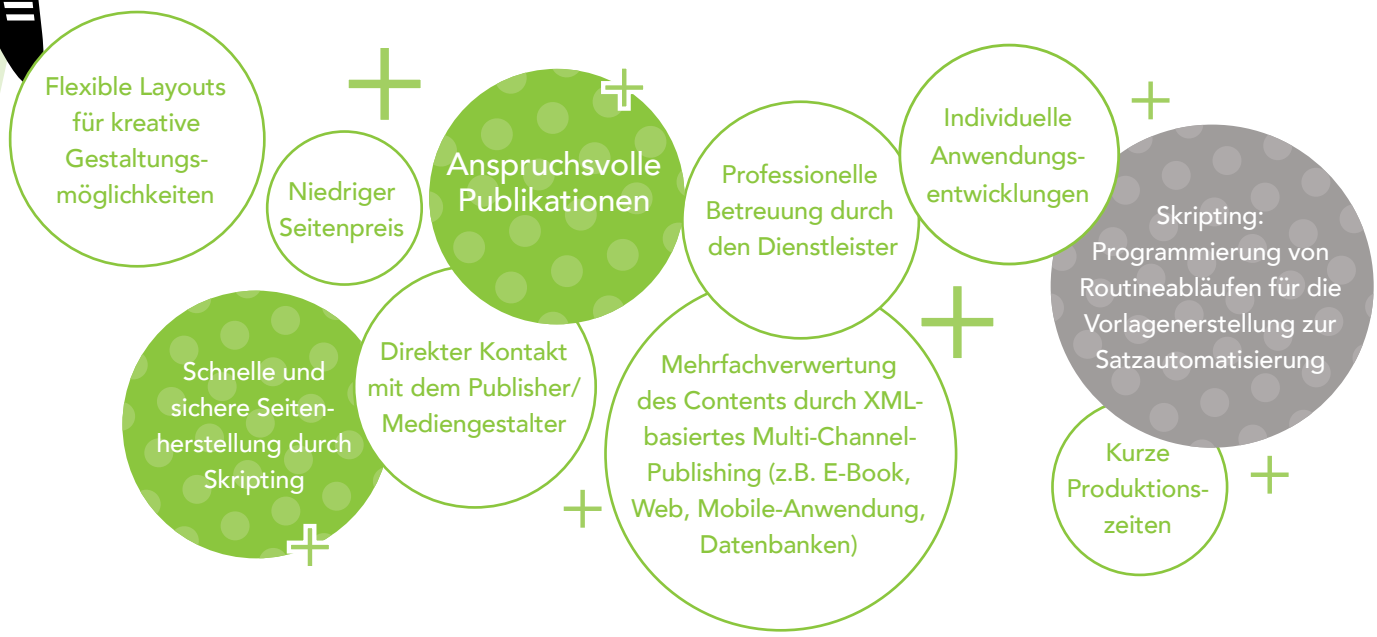 Flexible Layouts
für kreative
Gestaltungs-
möglichkeiten
Niedriger
Seitenpreis
Anspruchsvolle
Publikationen
Professionelle
Betreuung durch
den Dienstleister
Individuelle
Anwendungs-
entwicklungen
Skripting:
Programmierung von
Routineabläufen für die
Vorlagenerstellung zur
Satzautomatisierung
Schnelle und
sichere Seiten-
herstellung durch
Skripting
Direkter Kontakt
mit dem Publisher/
Mediengestalter
Mehrfachverwertung
des Contents durch XML-
basiertes Multi-Channel-
Publishing (z.B. E-Book,
Web, Mobile-Anwendung,
Datenbanken)
Kurze
Produktions-
zeiten